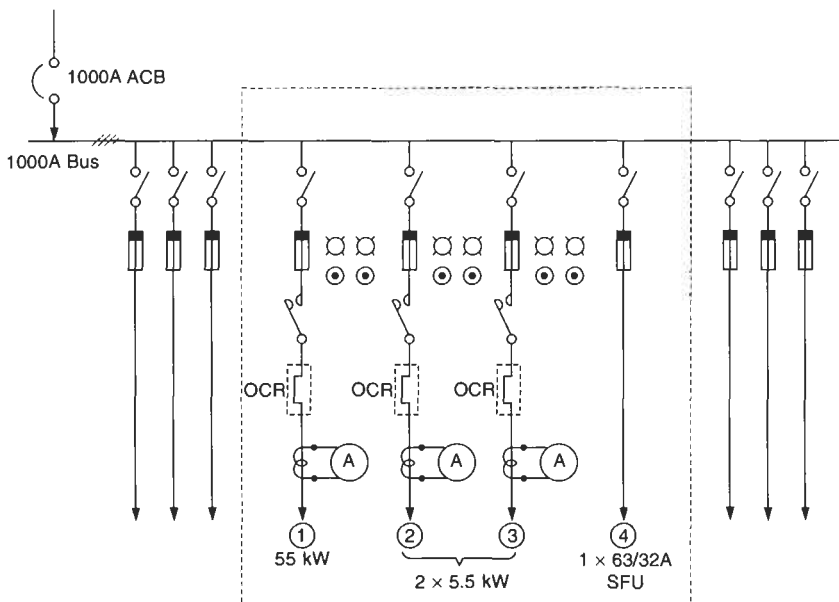 1000A ACB
1000A Bus
OCR
OCR
OCR
A
A
A
1
2
3
4
55 kW
2 × 5.5 kW
1 × 63/32A
SFU